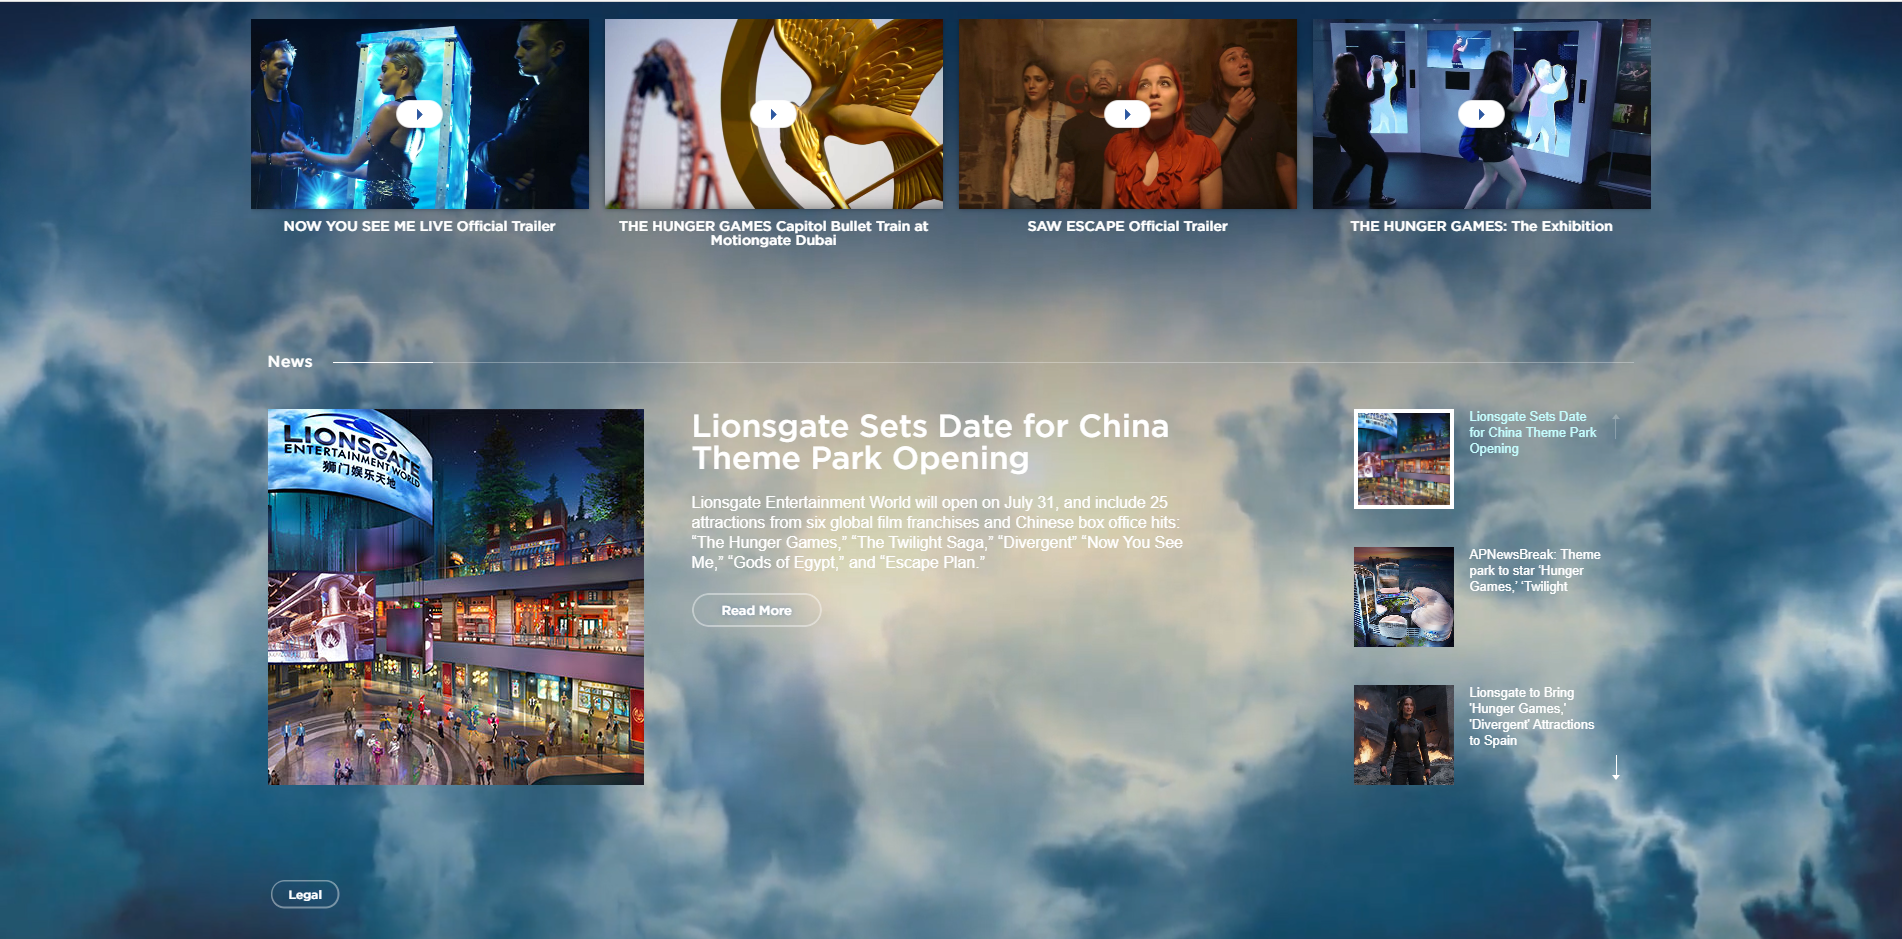 NOW YOU SEE ME LIVE Official Trailer
THE HUNGER GAMES Capitol Bullet Train at
Motiongate Dubai
SAW ESCAPE Official Trailer
THE HUNGER GAMES: The Exhibition
News
LIONSGATE
ENTERTAINMENT WORLD
狮门娱乐天地
Lionsgate Sets Date for China
Theme Park Opening
Lionsgate Entertainment World will open on July 31, and include 25
attractions from six global film franchises and Chinese box office hits:
“The Hunger Games,” “The Twilight Saga,” “Divergent” “Now You See
Me,” “Gods of Egypt,” and “Escape Plan.”
Read More
Lionsgate Sets Date
for China Theme Park
Opening
APNewsBreak: Theme
park to star ‘Hunger
Games,’ ‘Twilight
Lionsgate to Bring
'Hunger Games,'
'Divergent' Attractions
to Spain
Legal